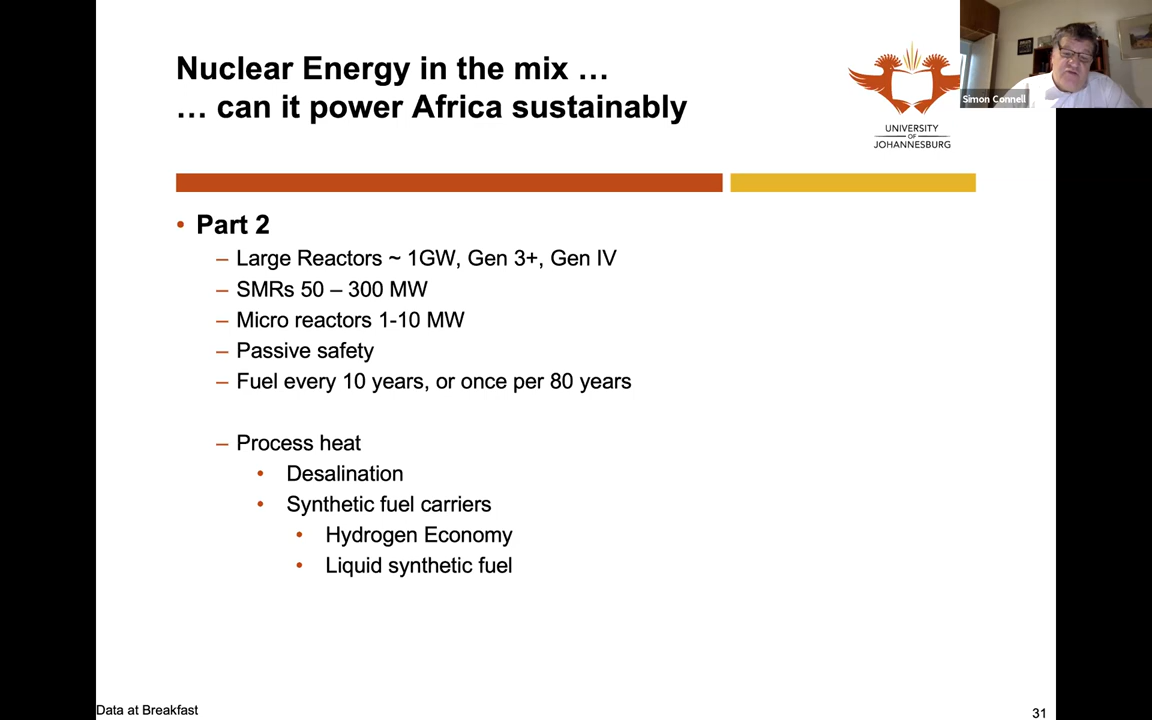 Nuclear Energy in the mix …
… can it power Africa sustainably
UNIVERSITY
OF
JOHANNESBURG
Simon Connell
• Part 2
– Large Reactors ~ 1GW, Gen 3+, Gen IV
– SMRs 50 – 300 MW
– Micro reactors 1-10 MW
– Passive safety
– Fuel every 10 years, or once per 80 years
– Process heat
• Desalination
• Synthetic fuel carriers
• Hydrogen Economy
• Liquid synthetic fuel
Data at Breakfast
31